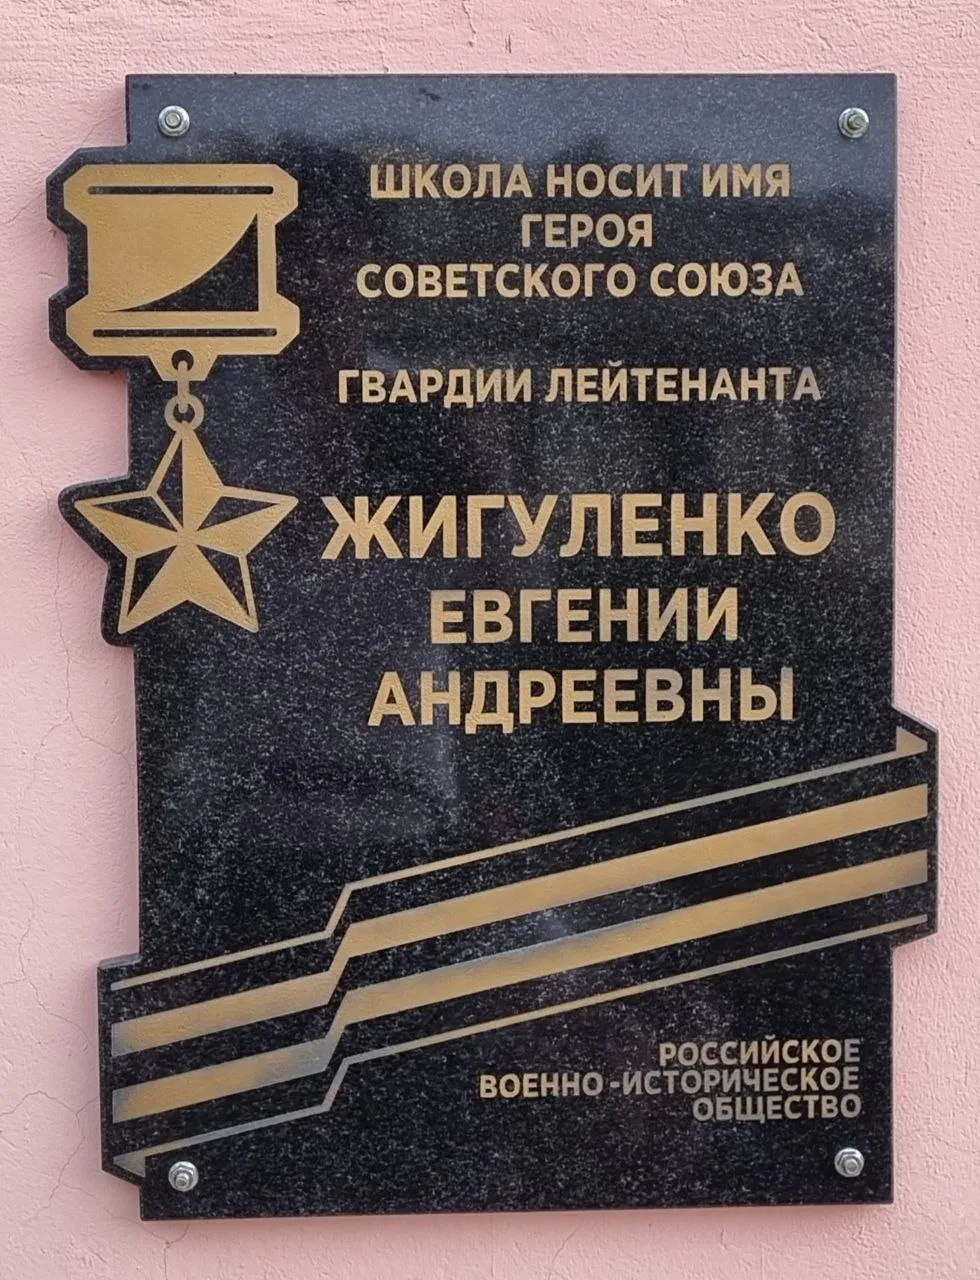 ШКОЛА НОСИТ ИМЯ
ГЕРОЯ
СОВЕТСКОГО СОЮЗА
ГВАРДИИ ЛЕЙТЕНАНТА
ЖИГУЛЕНКО
ЕВГЕНИИ
АНДРЕЕВНЫ
РОССИЙСКОЕ
ВОЕННО-ИСТОРИЧЕСКОЕ
ОБЩЕСТВО